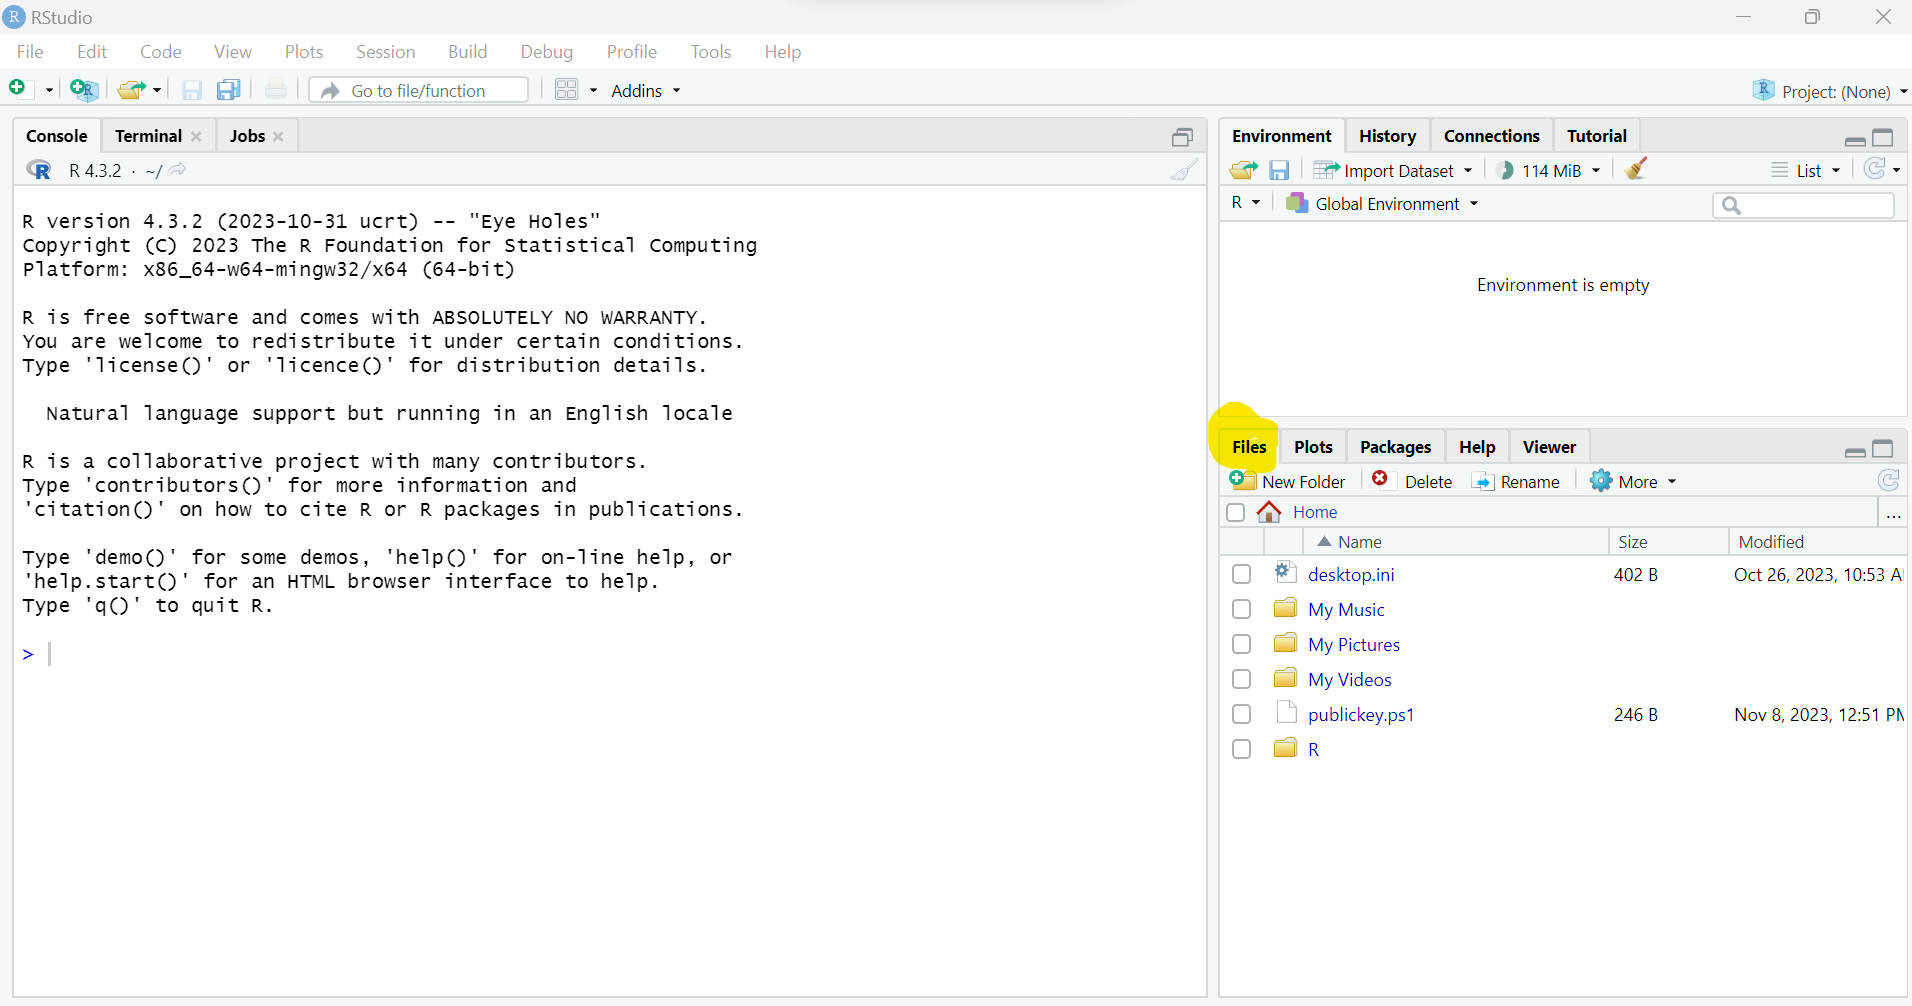 R RStudio
File Edit Code View Plots Session Build Debug Profile Tools Help
Go to file/function Addins Project: (None)
Console Terminal Jobs
R 4.3.2 · ~/
R version 4.3.2 (2023-10-31 ucrt) -- "Eye Holes"
Copyright (C) 2023 The R Foundation for Statistical Computing
Platform: x86_64-w64-mingw32/x64 (64-bit)
R is free software and comes with ABSOLUTELY NO WARRANTY.
You are welcome to redistribute it under certain conditions.
Type 'license()' or 'licence()' for distribution details.
Natural language support but running in an English locale
R is a collaborative project with many contributors.
Type 'contributors()' for more information and
'citation()' on how to cite R or R packages in publications.
Type 'demo()' for some demos, 'help()' for on-line help, or
'help.start()' for an HTML browser interface to help.
Type 'q()' to quit R.
>
Environment History Connections Tutorial
Import Dataset 114 MiB List
R Global Environment
Environment is empty
Files Plots Packages Help Viewer
New Folder Delete Rename More
Home ...
Name Size Modified
desktop.ini 402 B Oct 26, 2023, 10:53 A
My Music
My Pictures
My Videos
publickey.ps1 246 B Nov 8, 2023, 12:51 PM
R